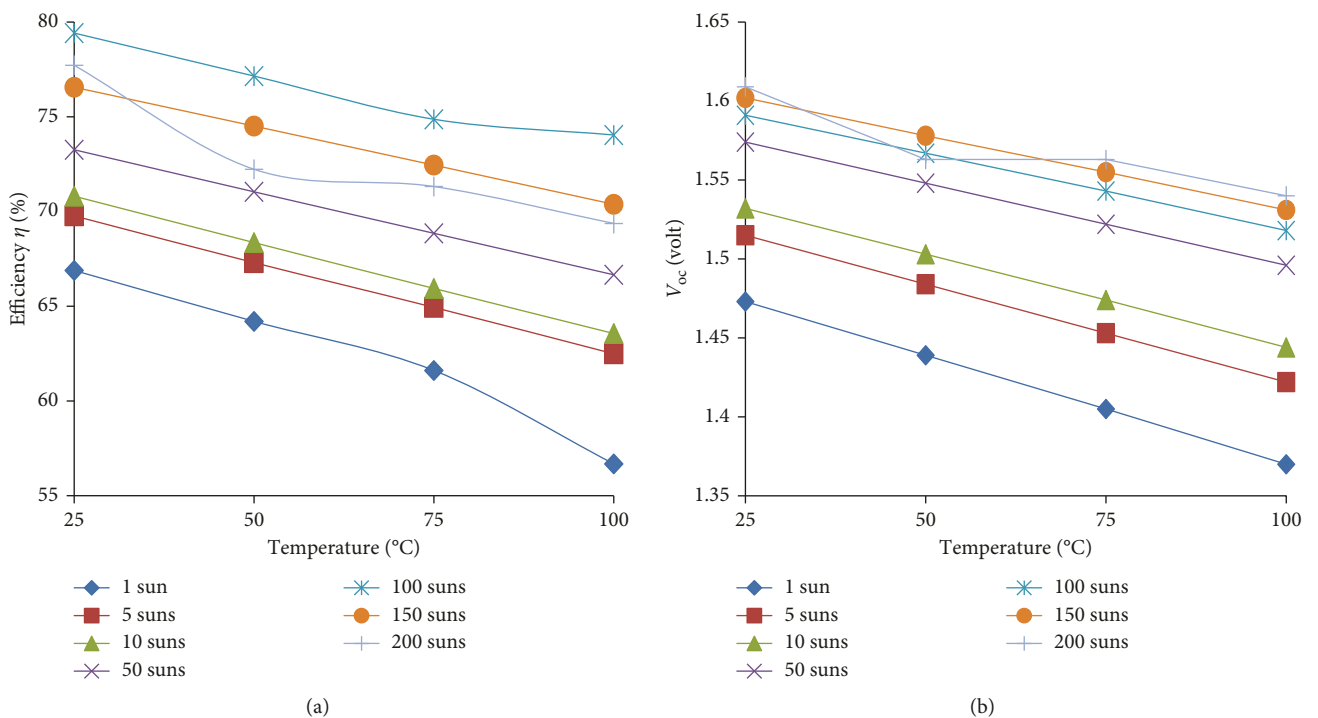 80
75
70
65
60
55
Efficiency η (%)
25
50
75
100
Temperature (°C)
1 sun
5 suns
10 suns
50 suns
100 suns
150 suns
200 suns
(a)
1.65
1.6
1.55
1.5
1.45
1.4
1.35
Voc (volt)
25
50
75
100
Temperature (°C)
1 sun
5 suns
10 suns
50 suns
100 suns
150 suns
200 suns
(b)